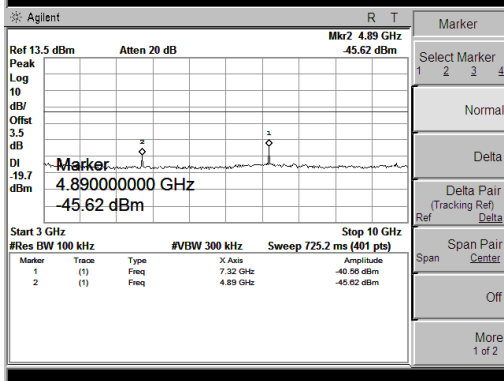 Agilent R T
Mkr2 4.89 GHz
Ref 13.5 dBm Atten 20 dB -45.62 dBm
Peak
Log
10
dB/
Offst
3.5
dB
DI
-19.7
dBm
2
1
Marker
4.890000000 GHz
-45.62 dBm
Start 3 GHz Stop 10 GHz
#Res BW 100 kHz #VBW 300 kHz Sweep 725.2 ms (401 pts)
Marker Trace Type X Axis Amplitude
1 (1) Freq 7.32 GHz -40.56 dBm
2 (1) Freq 4.89 GHz -45.62 dBm
Marker
Select Marker
1 2 3 4
Normal
Delta
Delta Pair
(Tracking Ref)
Ref Delta
Span Pair
Span Center
Off
More
1 of 2